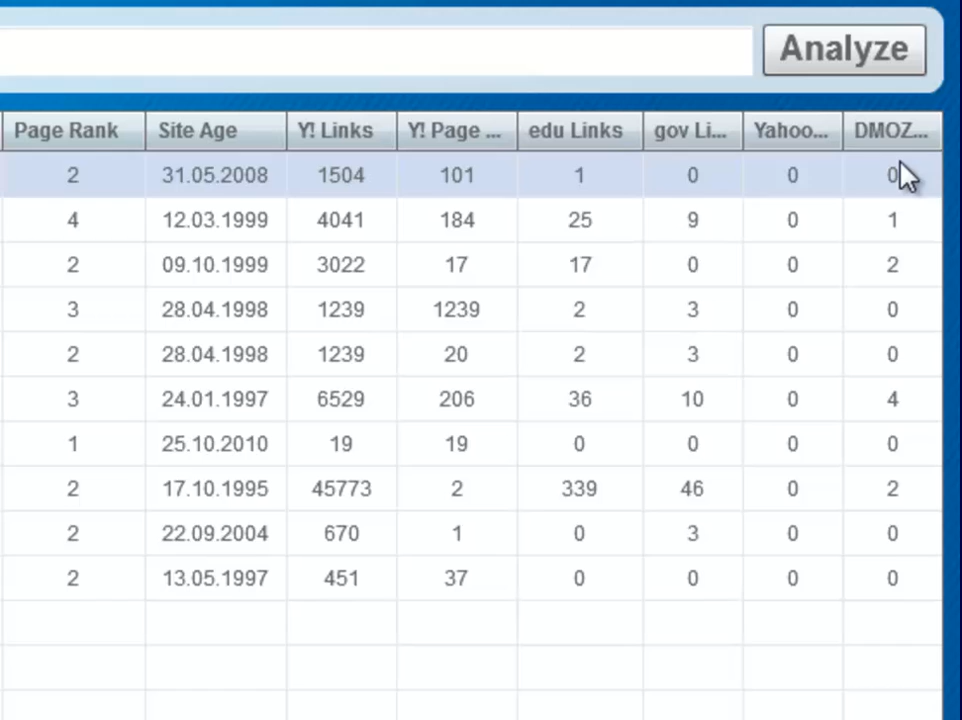 Analyze
Page Rank Site Age Y! Links Y! Page ... edu Links gov Li... Yahoo... DMOZ...
2 31.05.2008 1504 101 1 0 0 0
4 12.03.1999 4041 184 25 9 0 1
2 09.10.1999 3022 17 17 0 0 2
3 28.04.1998 1239 1239 2 3 0 0
2 28.04.1998 1239 20 2 3 0 0
3 24.01.1997 6529 206 36 10 0 4
1 25.10.2010 19 19 0 0 0 0
2 17.10.1995 45773 2 339 46 0 2
2 22.09.2004 670 1 0 3 0 0
2 13.05.1997 451 37 0 0 0 0